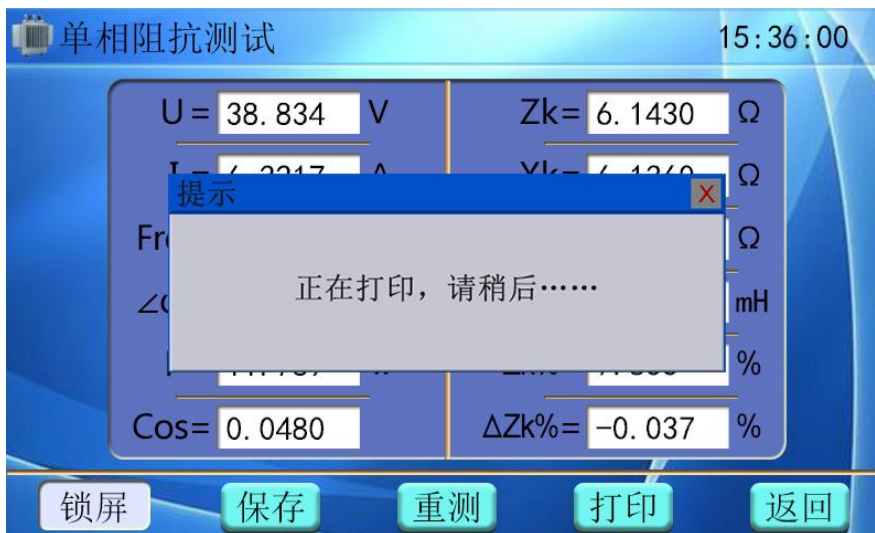 单相阻抗测试 15:36:00
U = 38.834 V Zk= 6.1430 Ω
Ω
提示 X
Ω
正在打印，请稍后……
mH
%
Cos= 0.0480 ΔZk%= -0.037 %
锁屏 保存 重测 打印 返回